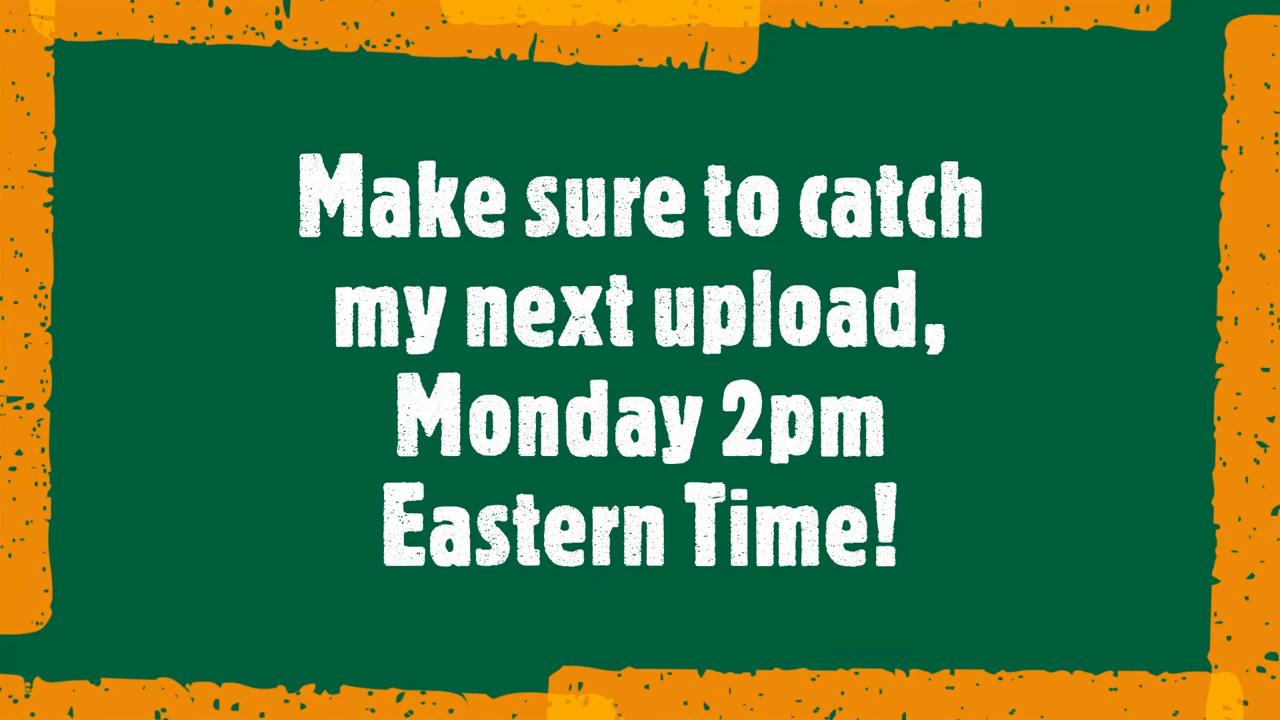 Make sure to catch
my next upload,
Monday 2pm
Eastern Time!